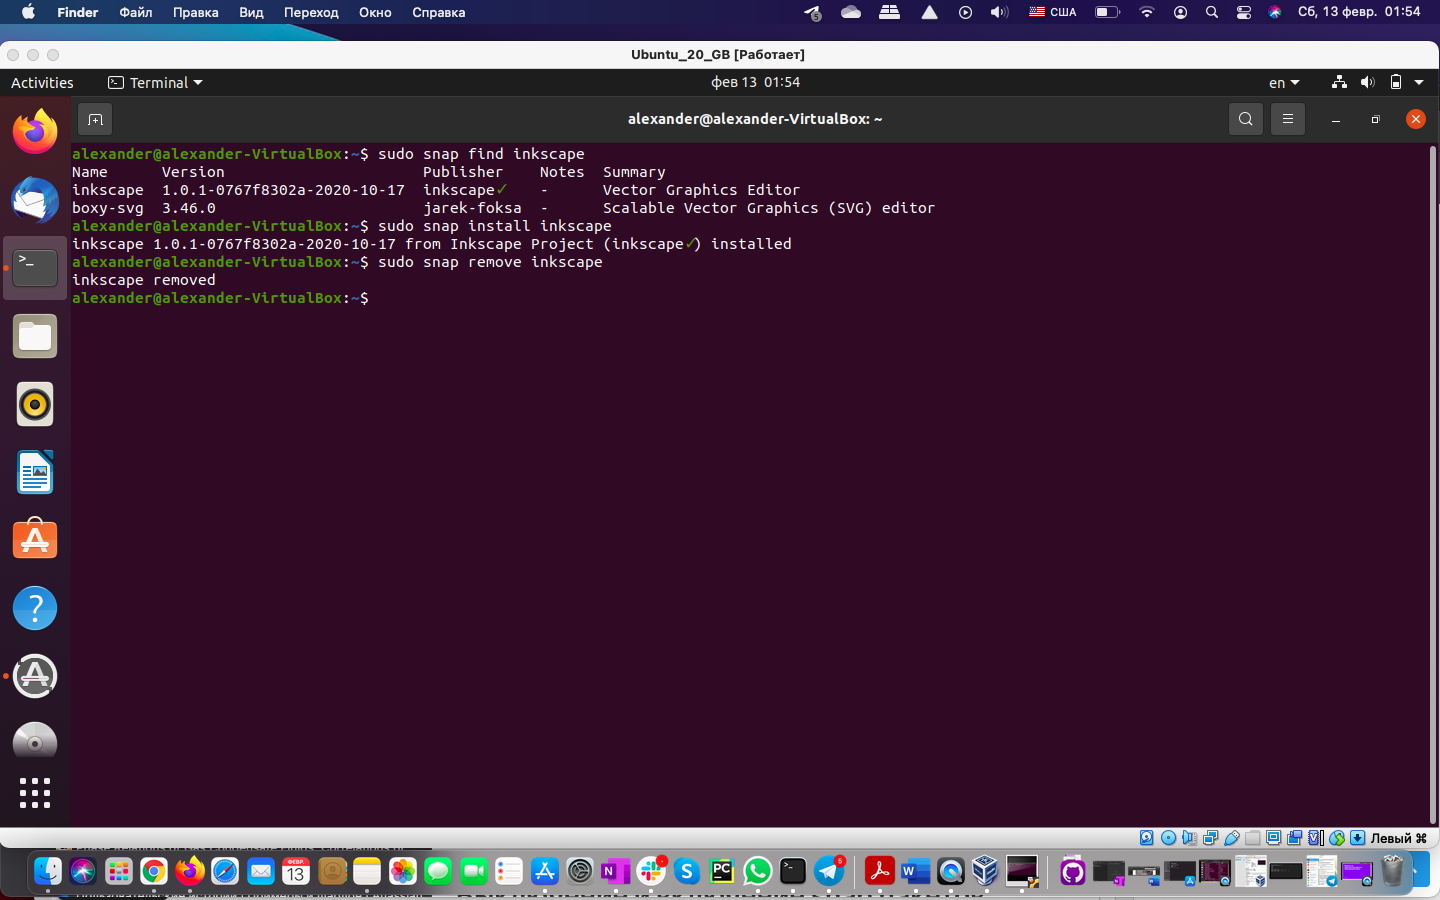 Finder Файл Правка Вид Переход Окно Справка 5 США Сб, 13 февр. 01:54
Ubuntu_20_GB [Работает]
Activities Terminal фев 13 01:54 en
alexander@alexander-VirtualBox: ~
alexander@alexander-VirtualBox:~$ sudo snap find inkscape
Name Version Publisher Notes Summary
inkscape 1.0.1-0767f8302a-2020-10-17 inkscape✓ - Vector Graphics Editor
boxy-svg 3.46.0 jarek-foksa - Scalable Vector Graphics (SVG) editor
alexander@alexander-VirtualBox:~$ sudo snap install inkscape
inkscape 1.0.1-0767f8302a-2020-10-17 from Inkscape Project (inkscape✓) installed
alexander@alexander-VirtualBox:~$ sudo snap remove inkscape
inkscape removed
alexander@alexander-VirtualBox:~$
Левый ⌘
ФЕВР.
13